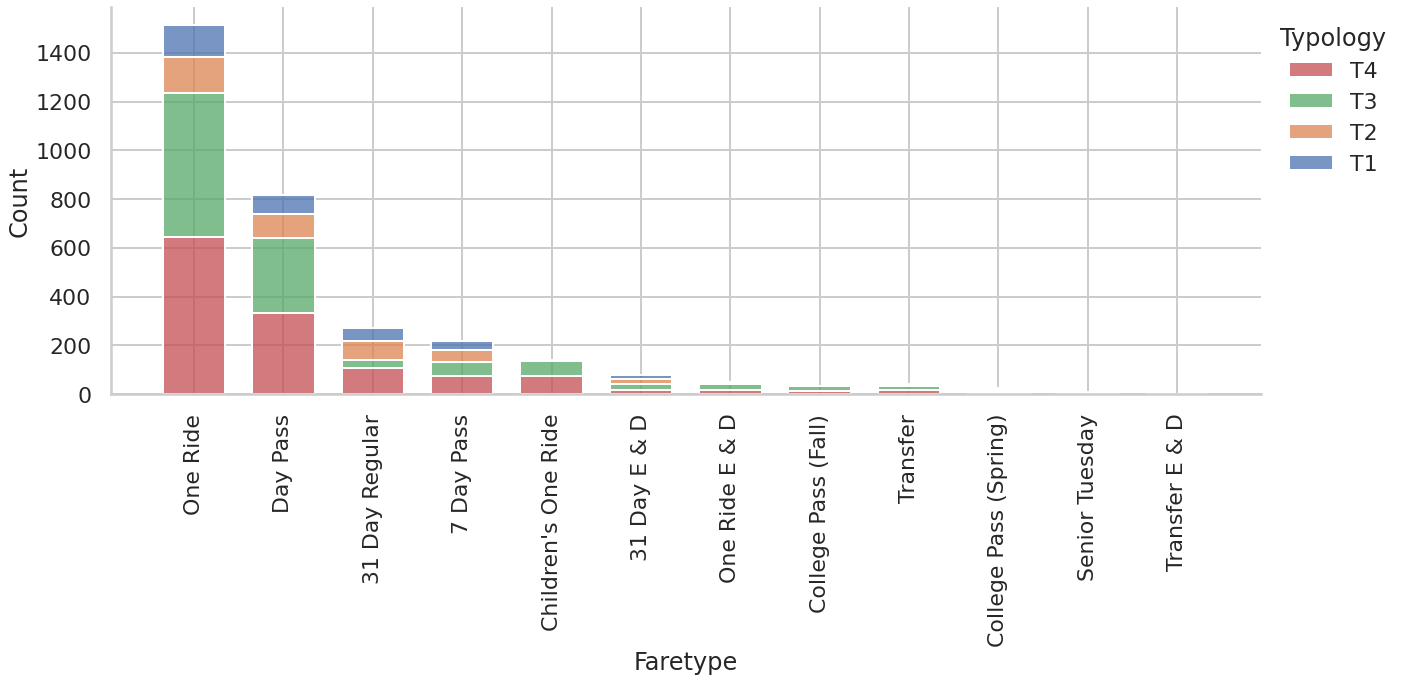 1400
1200
1000
800
600
400
200
0
Count
One Ride
Day Pass
31 Day Regular
7 Day Pass
Children's One Ride
31 Day E & D
One Ride E & D
College Pass (Fall)
Transfer
College Pass (Spring)
Senior Tuesday
Transfer E & D
Faretype
Typology
T4
T3
T2
T1